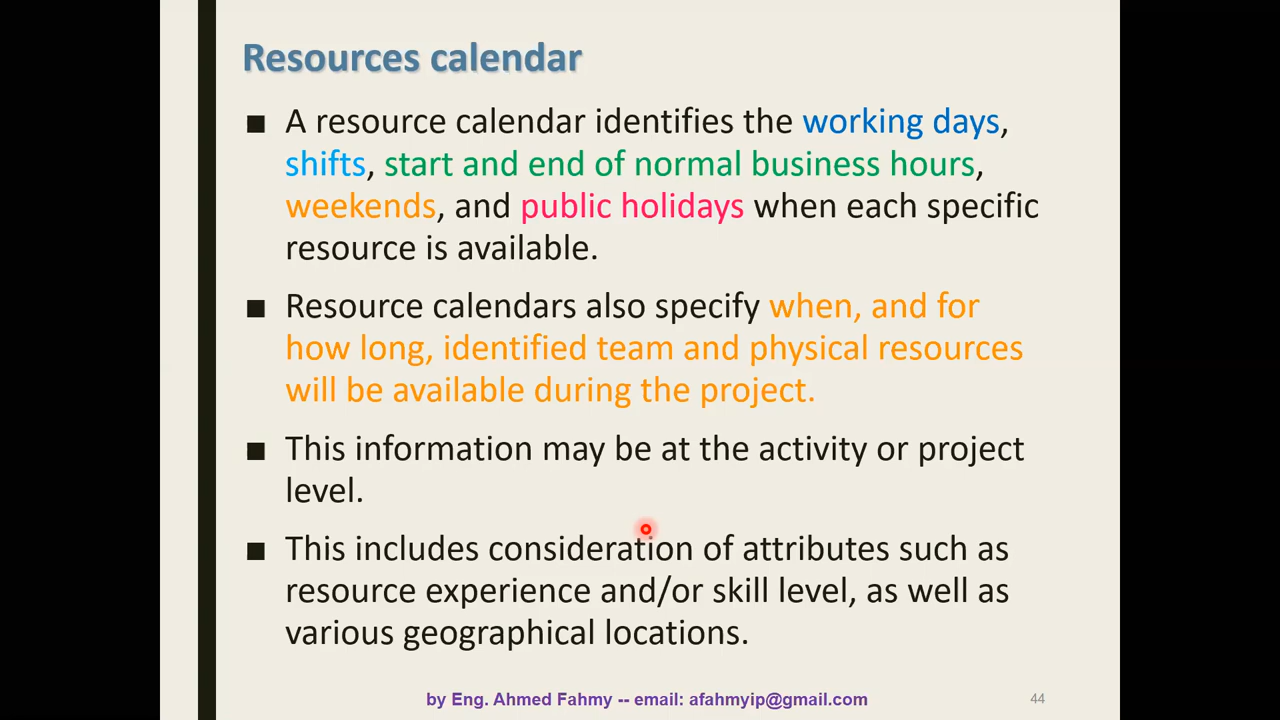 Resources calendar
■ A resource calendar identifies the working days,
shifts, start and end of normal business hours,
weekends, and public holidays when each specific
resource is available.
■ Resource calendars also specify when, and for
how long, identified team and physical resources
will be available during the project.
■ This information may be at the activity or project
level.
■ This includes consideration of attributes such as
resource experience and/or skill level, as well as
various geographical locations.
by Eng. Ahmed Fahmy -- email: afahmyip@gmail.com
44